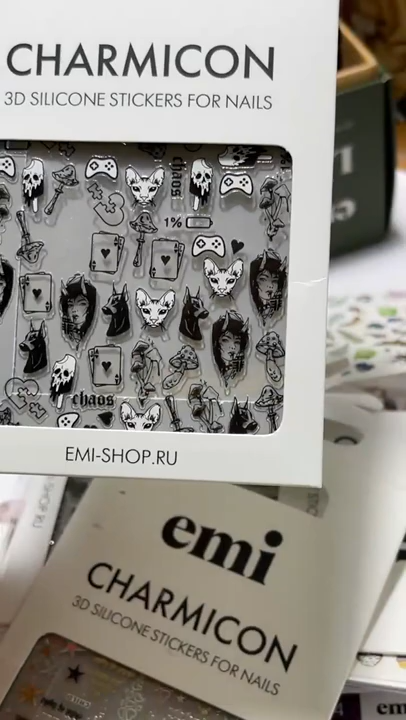 CHARMICON
3D SILICONE STICKERS FOR NAILS
chaos
1%
chaos
EMI-SHOP.RU
emi
CHARMICON
3D SILICONE STICKERS FOR NAILS
emi